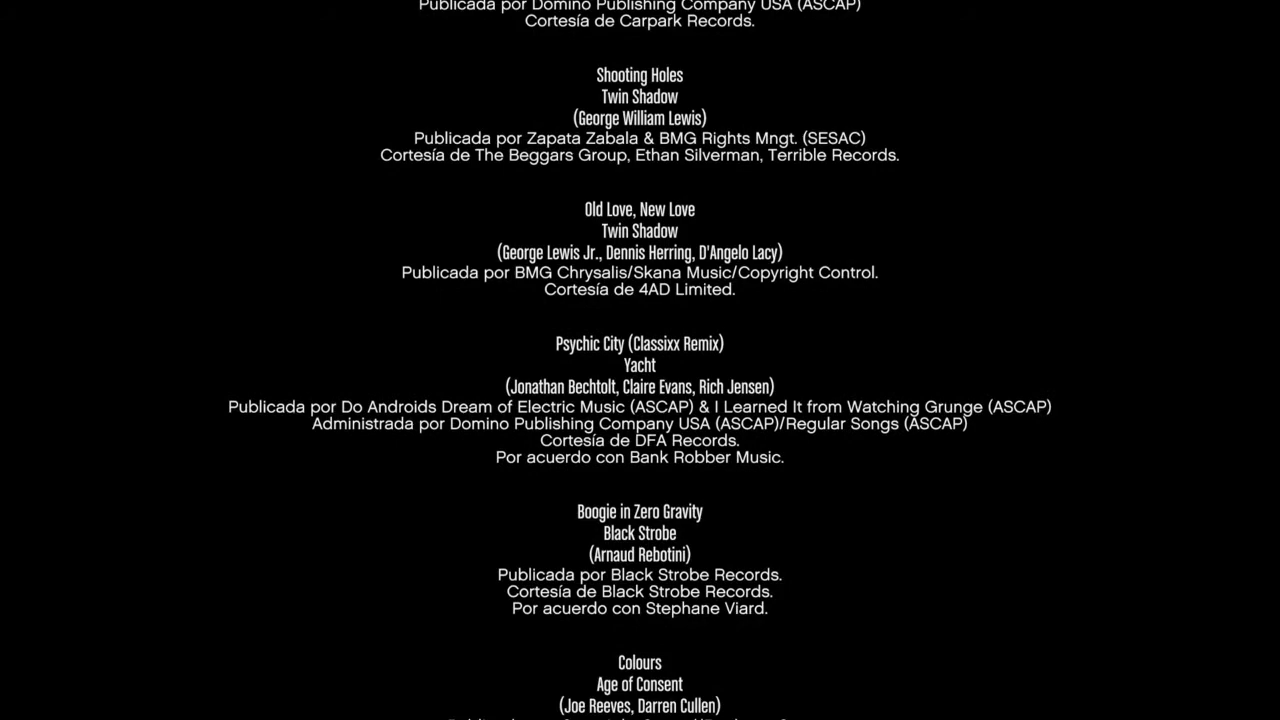 Publicada por Domino Publishing Company USA (ASCAP)
Cortesía de Carpark Records.
Shooting Holes
Twin Shadow
(George William Lewis)
Publicada por Zapata Zabala & BMG Rights Mngt. (SESAC)
Cortesía de The Beggars Group, Ethan Silverman, Terrible Records.
Old Love, New Love
Twin Shadow
(George Lewis Jr., Dennis Herring, D'Angelo Lacy)
Publicada por BMG Chrysalis/Skana Music/Copyright Control.
Cortesía de 4AD Limited.
Psychic City (Classixx Remix)
Yacht
(Jonathan Bechtolt, Claire Evans, Rich Jensen)
Publicada por Do Androids Dream of Electric Music (ASCAP) & I Learned It from Watching Grunge (ASCAP)
Administrada por Domino Publishing Company USA (ASCAP)/Regular Songs (ASCAP)
Cortesía de DFA Records.
Por acuerdo con Bank Robber Music.
Boogie in Zero Gravity
Black Strobe
(Arnaud Rebotini)
Publicada por Black Strobe Records.
Cortesía de Black Strobe Records.
Por acuerdo con Stephane Viard.
Colours
Age of Consent
(Joe Reeves, Darren Cullen)